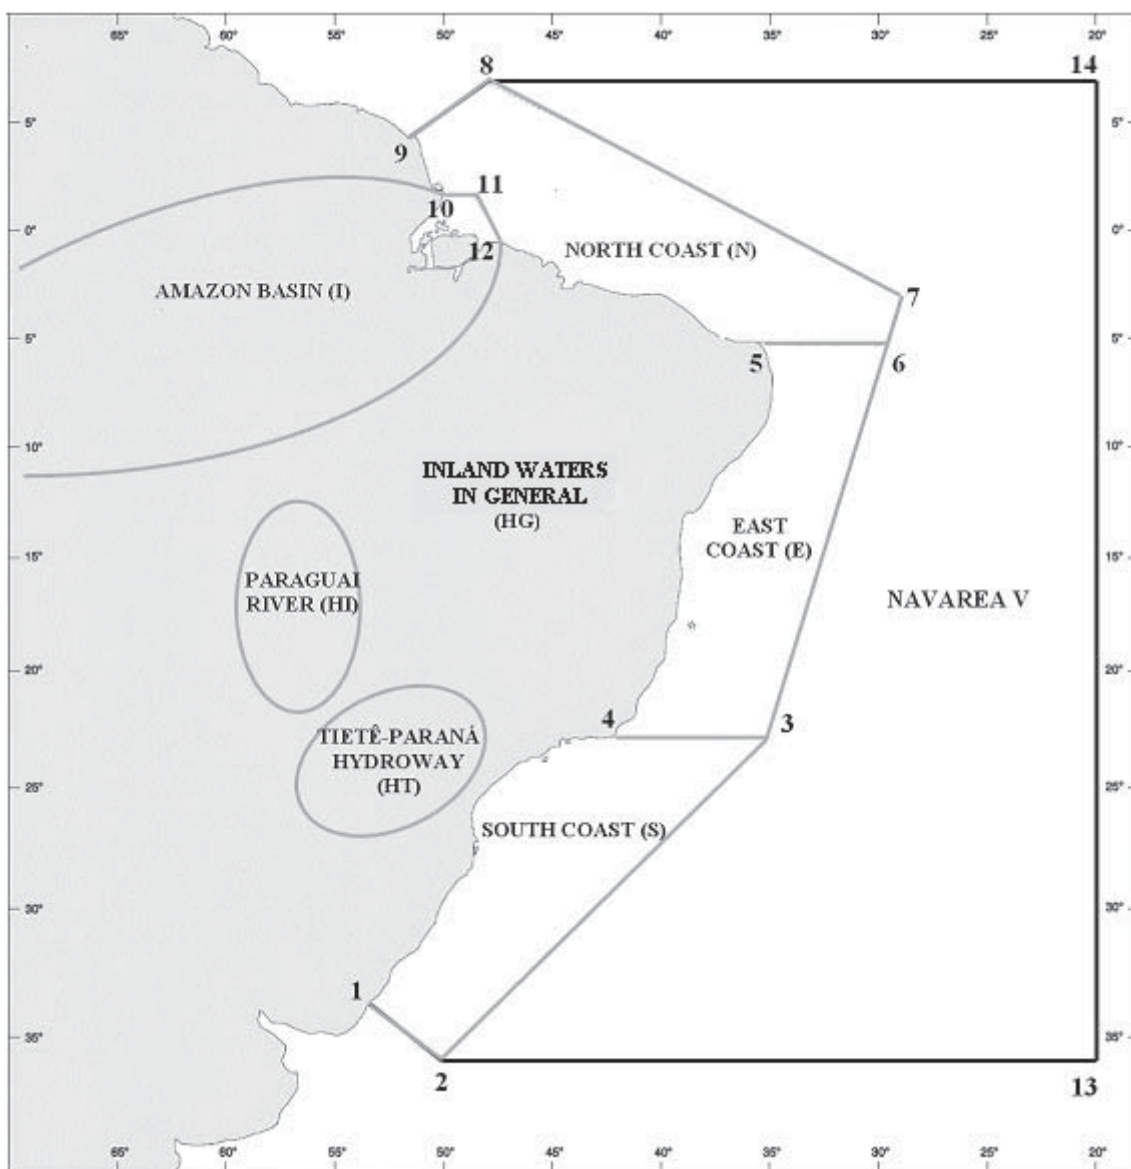 65° 60° 55° 50° 45° 40° 35° 30° 25° 20°
8 14
5° 5°
9
11
10
0° 0°
12 NORTH COAST (N)
AMAZON BASIN (I)
7
5° 5 6 5°
10° 10°
INLAND WATERS
IN GENERAL
(HG)
EAST
COAST (E)
15° 15°
PARAGUAI
RIVER (HI)
NAVAREA V
20° 20°
4 3
TIETÊ-PARANÁ
HYDROWAY
(HT)
25° 25°
SOUTH COAST (S)
30° 30°
1
35° 35°
2 13
65° 60° 55° 50° 45° 40° 35° 30° 25° 20°